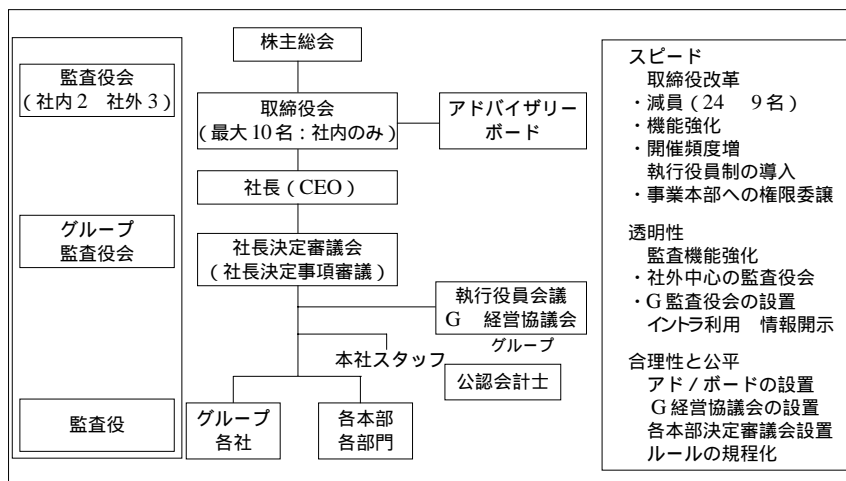 株主総会
監査役会
(社内2 社外3)
取締役会
(最大10名:社内のみ)
アドバイザリー
ボード
社長(CEO)
グループ
監査役会
社長決定審議会
(社長決定事項審議)
執行役員会議
G 経営協議会
グループ
本社スタッフ
公認会計士
監査役
グループ
各社
各本部
各部門
スピード
取締役改革
・減員(24 9名)
・機能強化
・開催頻度増
執行役員制の導入
・事業本部への権限委譲
透明性
監査機能強化
・社外中心の監査役会
・G監査役会の設置
イントラ利用 情報開示
合理性と公平
アド/ボードの設置
G経営協議会の設置
各本部決定審議会設置
ルールの規程化